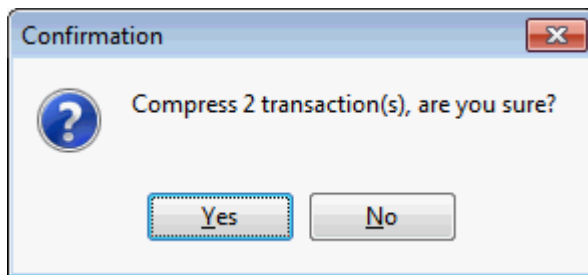 Confirmation
Compress 2 transaction(s), are you sure?
Yes
No